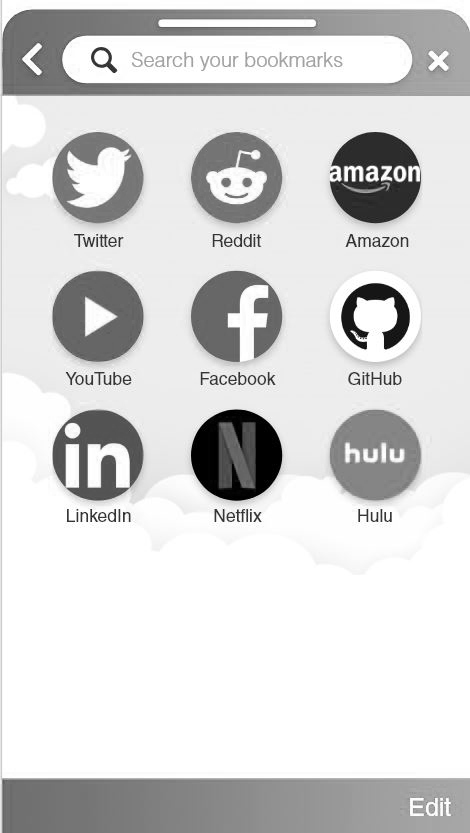 Search your bookmarks
amazon
Twitter
Reddit
Amazon
f
YouTube
Facebook
GitHub
in
N
hulu
LinkedIn
Netflix
Hulu
Edit